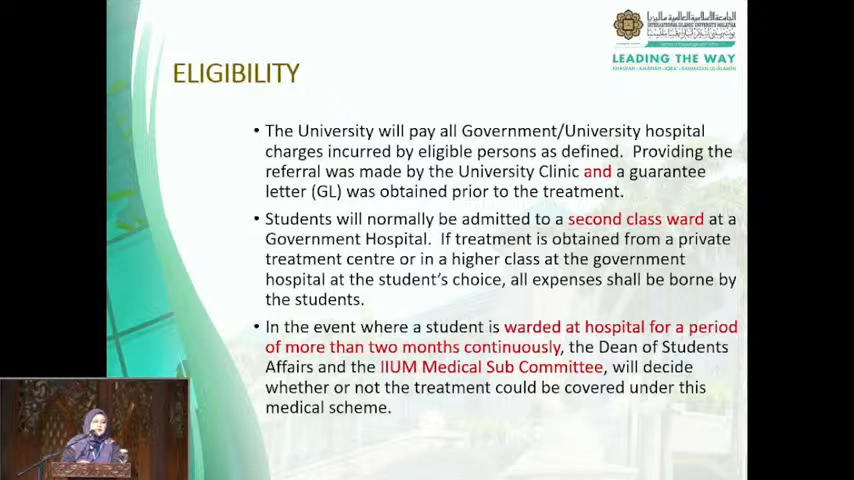 INTERNATIONAL ISLAMIC UNIVERSITY MALAYSIA
LEADING THE WAY
ELIGIBILITY
• The University will pay all Government/University hospital
charges incurred by eligible persons as defined. Providing the
referral was made by the University Clinic and a guarantee
letter (GL) was obtained prior to the treatment.
• Students will normally be admitted to a second class ward at a
Government Hospital. If treatment is obtained from a private
treatment centre or in a higher class at the government
hospital at the student's choice, all expenses shall be borne by
the students.
• In the event where a student is warded at hospital for a period
of more than two months continuously, the Dean of Students
Affairs and the IIUM Medical Sub Committee, will decide
whether or not the treatment could be covered under this
medical scheme.